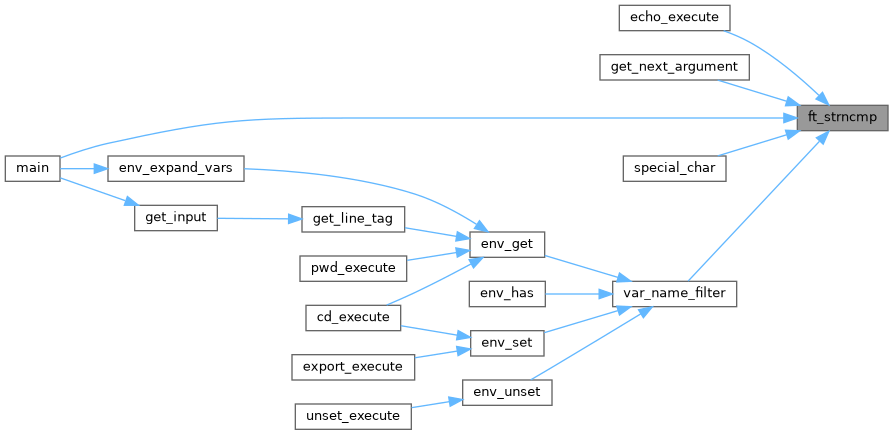 echo_execute
get_next_argument
ft_strncmp
main
env_expand_vars
special_char
get_input
get_line_tag
env_get
pwd_execute
env_has
var_name_filter
cd_execute
env_set
export_execute
env_unset
unset_execute